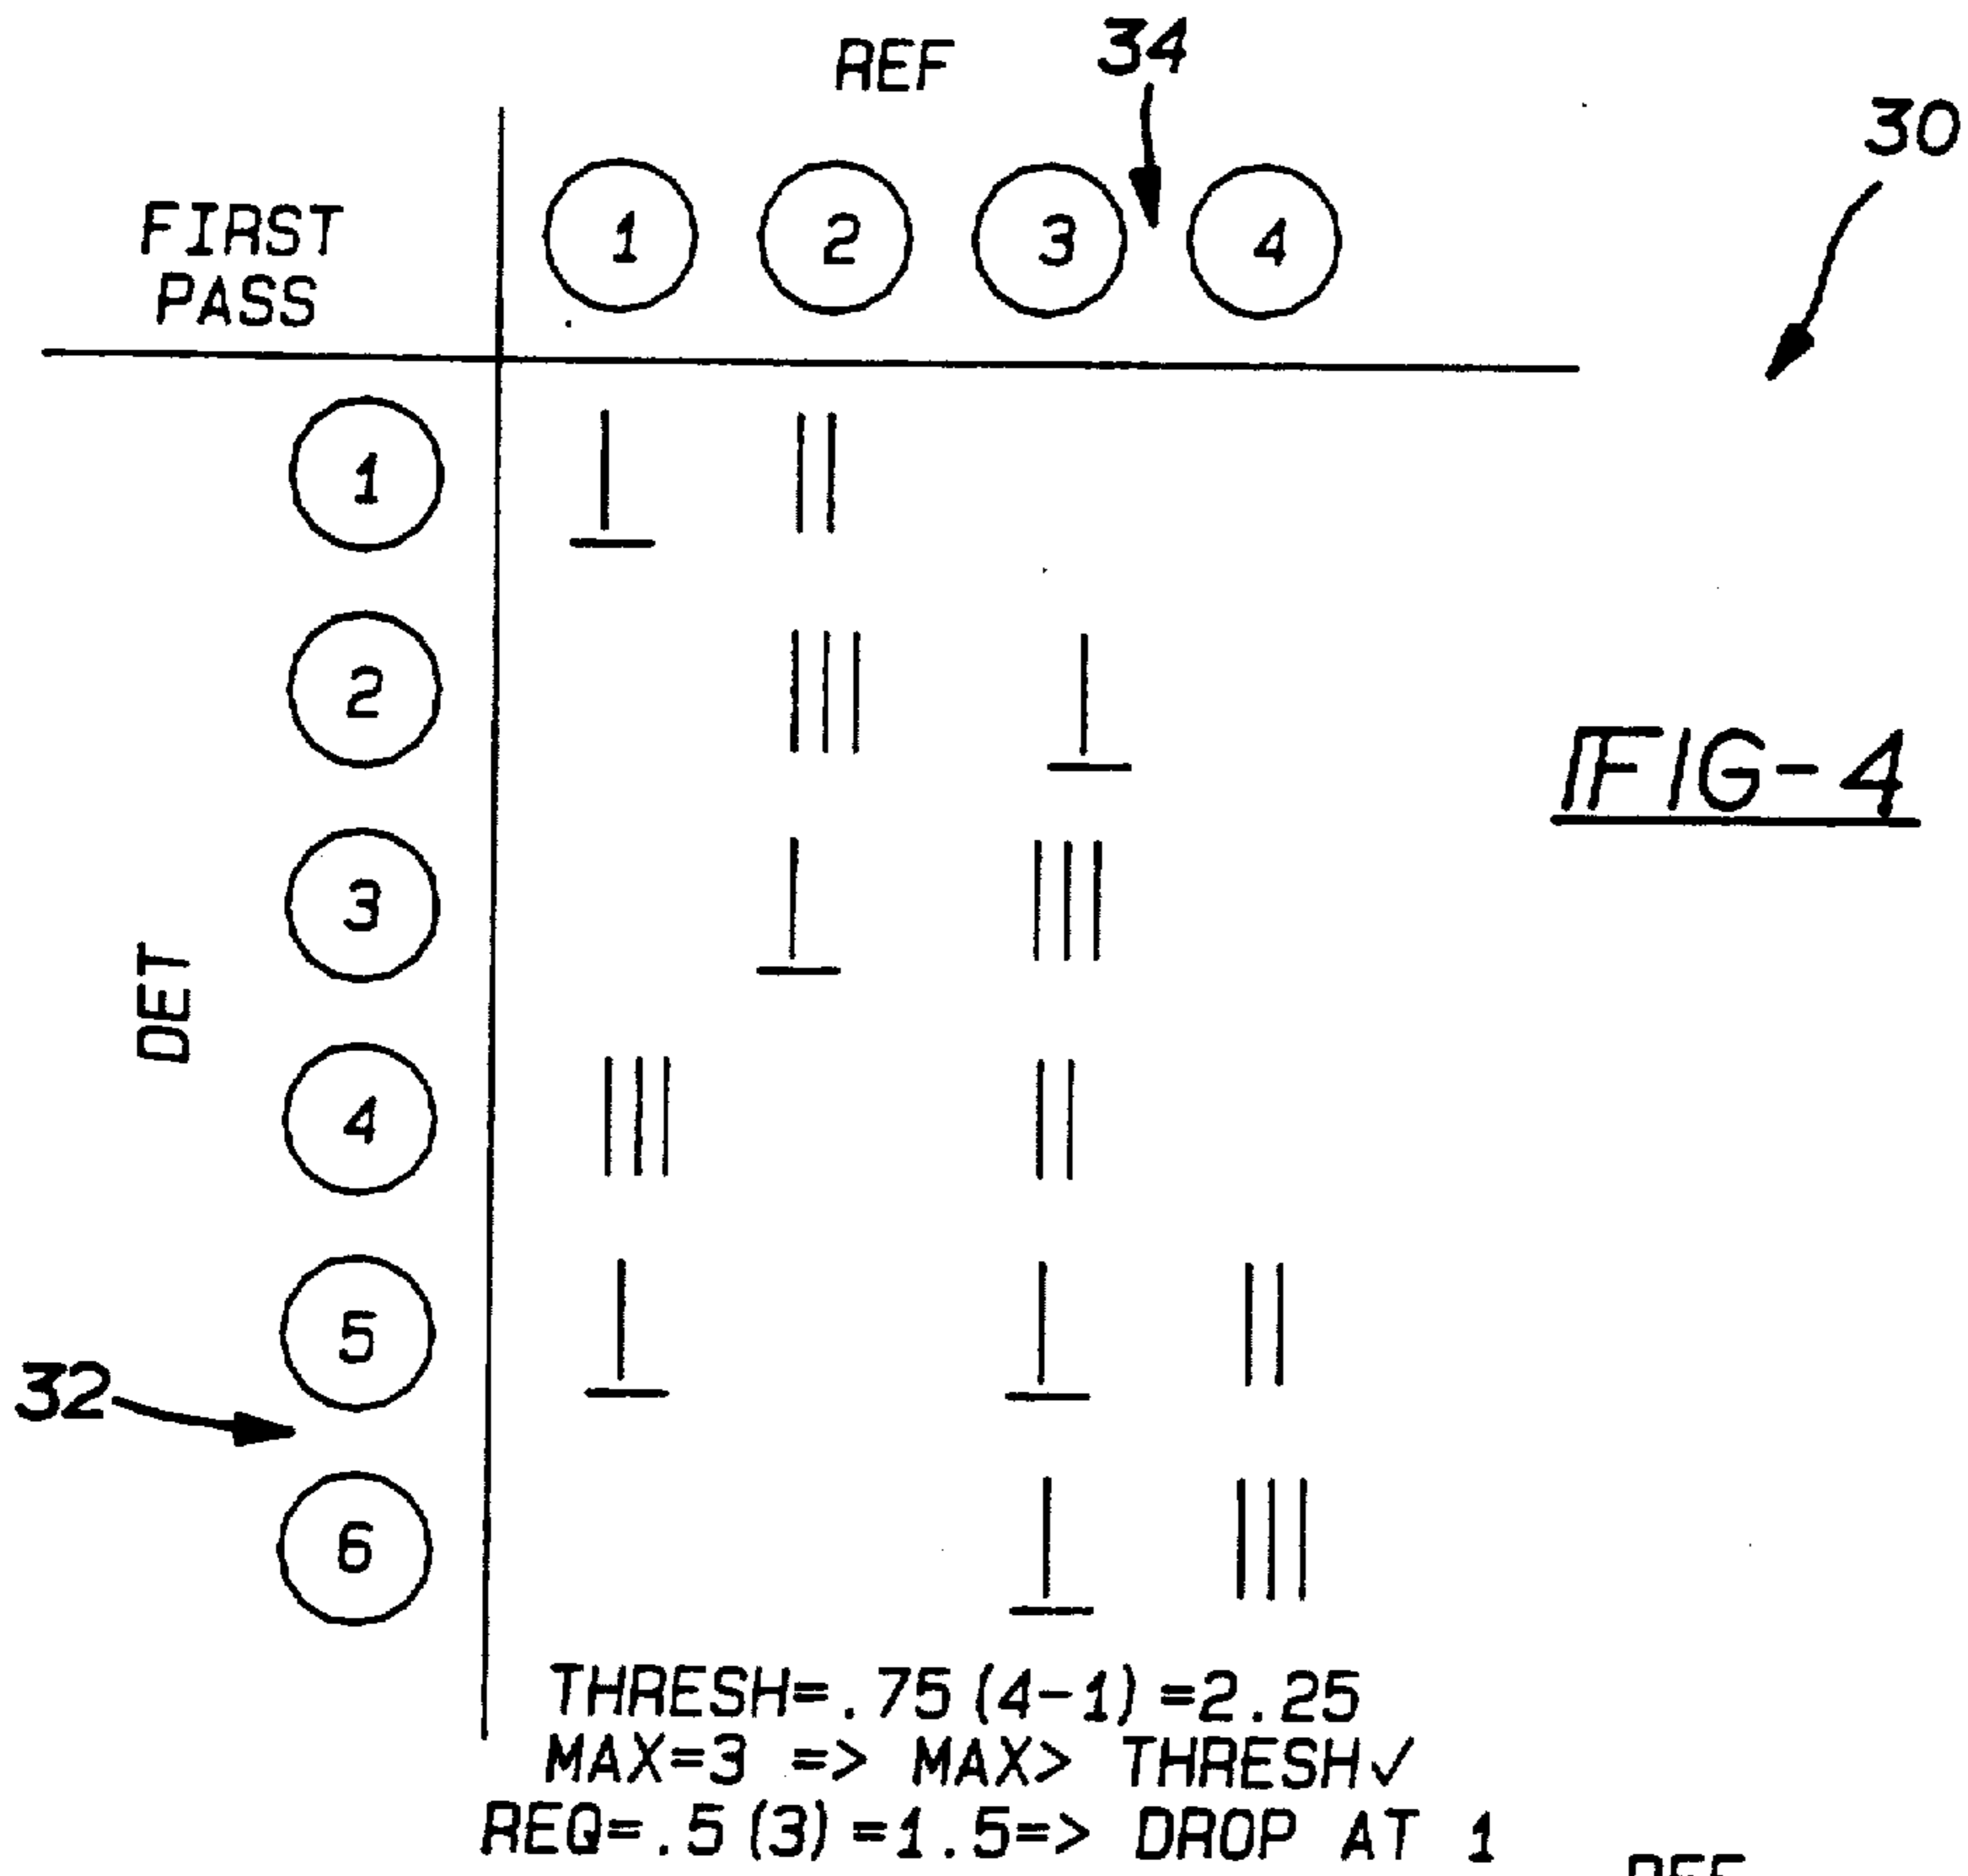 REF
34
30
FIRST
PASS
1 2 3 4
1 | ||
2 ||| |
FIG-4
3 | |||
DET
4 ||| ||
5 | | ||
32
6 | |||
THRESH=.75(4-1)=2.25
MAX=3 => MAX> THRESH✓
REQ=.5(3)=1.5=> DROP AT 1